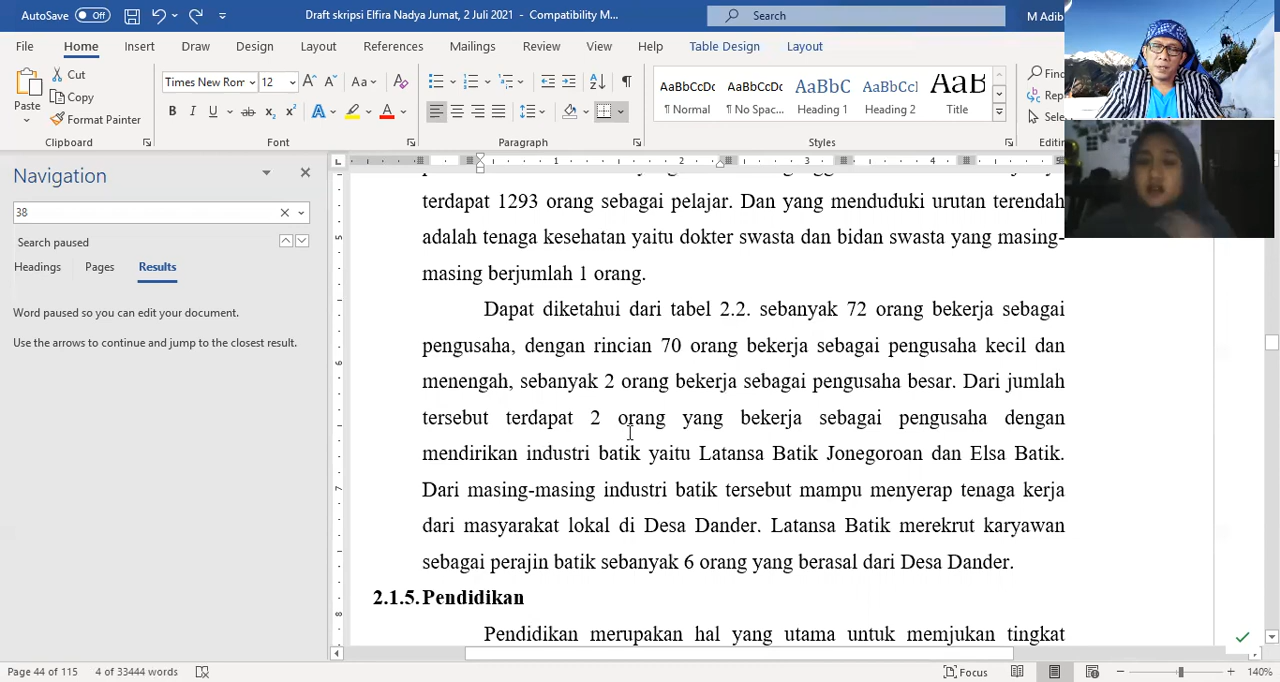 AutoSave Off Draft skripsi Elfira Nadya Jumat, 2 Juli 2021 - Compatibility M... Search M Adib
File Home Insert Draw Design Layout References Mailings Review View Help Table Design Layout
Paste Cut Copy Format Painter
Times New Rom 12
AaBbCcDc AaBbCcDc AaBbC AaBbCcI AaB
¶ Normal ¶ No Spac... Heading 1 Heading 2 Title
Clipboard Font Paragraph Styles
Navigation
38
Search paused
Headings Pages Results
Word paused so you can edit your document.
Use the arrows to continue and jump to the closest result.
terdapat 1293 orang sebagai pelajar. Dan yang menduduki urutan terendah
adalah tenaga kesehatan yaitu dokter swasta dan bidan swasta yang masing-
masing berjumlah 1 orang.
Dapat diketahui dari tabel 2.2. sebanyak 72 orang bekerja sebagai
pengusaha, dengan rincian 70 orang bekerja sebagai pengusaha kecil dan
menengah, sebanyak 2 orang bekerja sebagai pengusaha besar. Dari jumlah
tersebut terdapat 2 orang yang bekerja sebagai pengusaha dengan
mendirikan industri batik yaitu Latansa Batik Jonegoroan dan Elsa Batik.
Dari masing-masing industri batik tersebut mampu menyerap tenaga kerja
dari masyarakat lokal di Desa Dander. Latansa Batik merekrut karyawan
sebagai perajin batik sebanyak 6 orang yang berasal dari Desa Dander.
2.1.5. Pendidikan
Pendidikan merupakan hal yang utama untuk memjukan tingkat
Page 44 of 115 4 of 33444 words Focus 140%